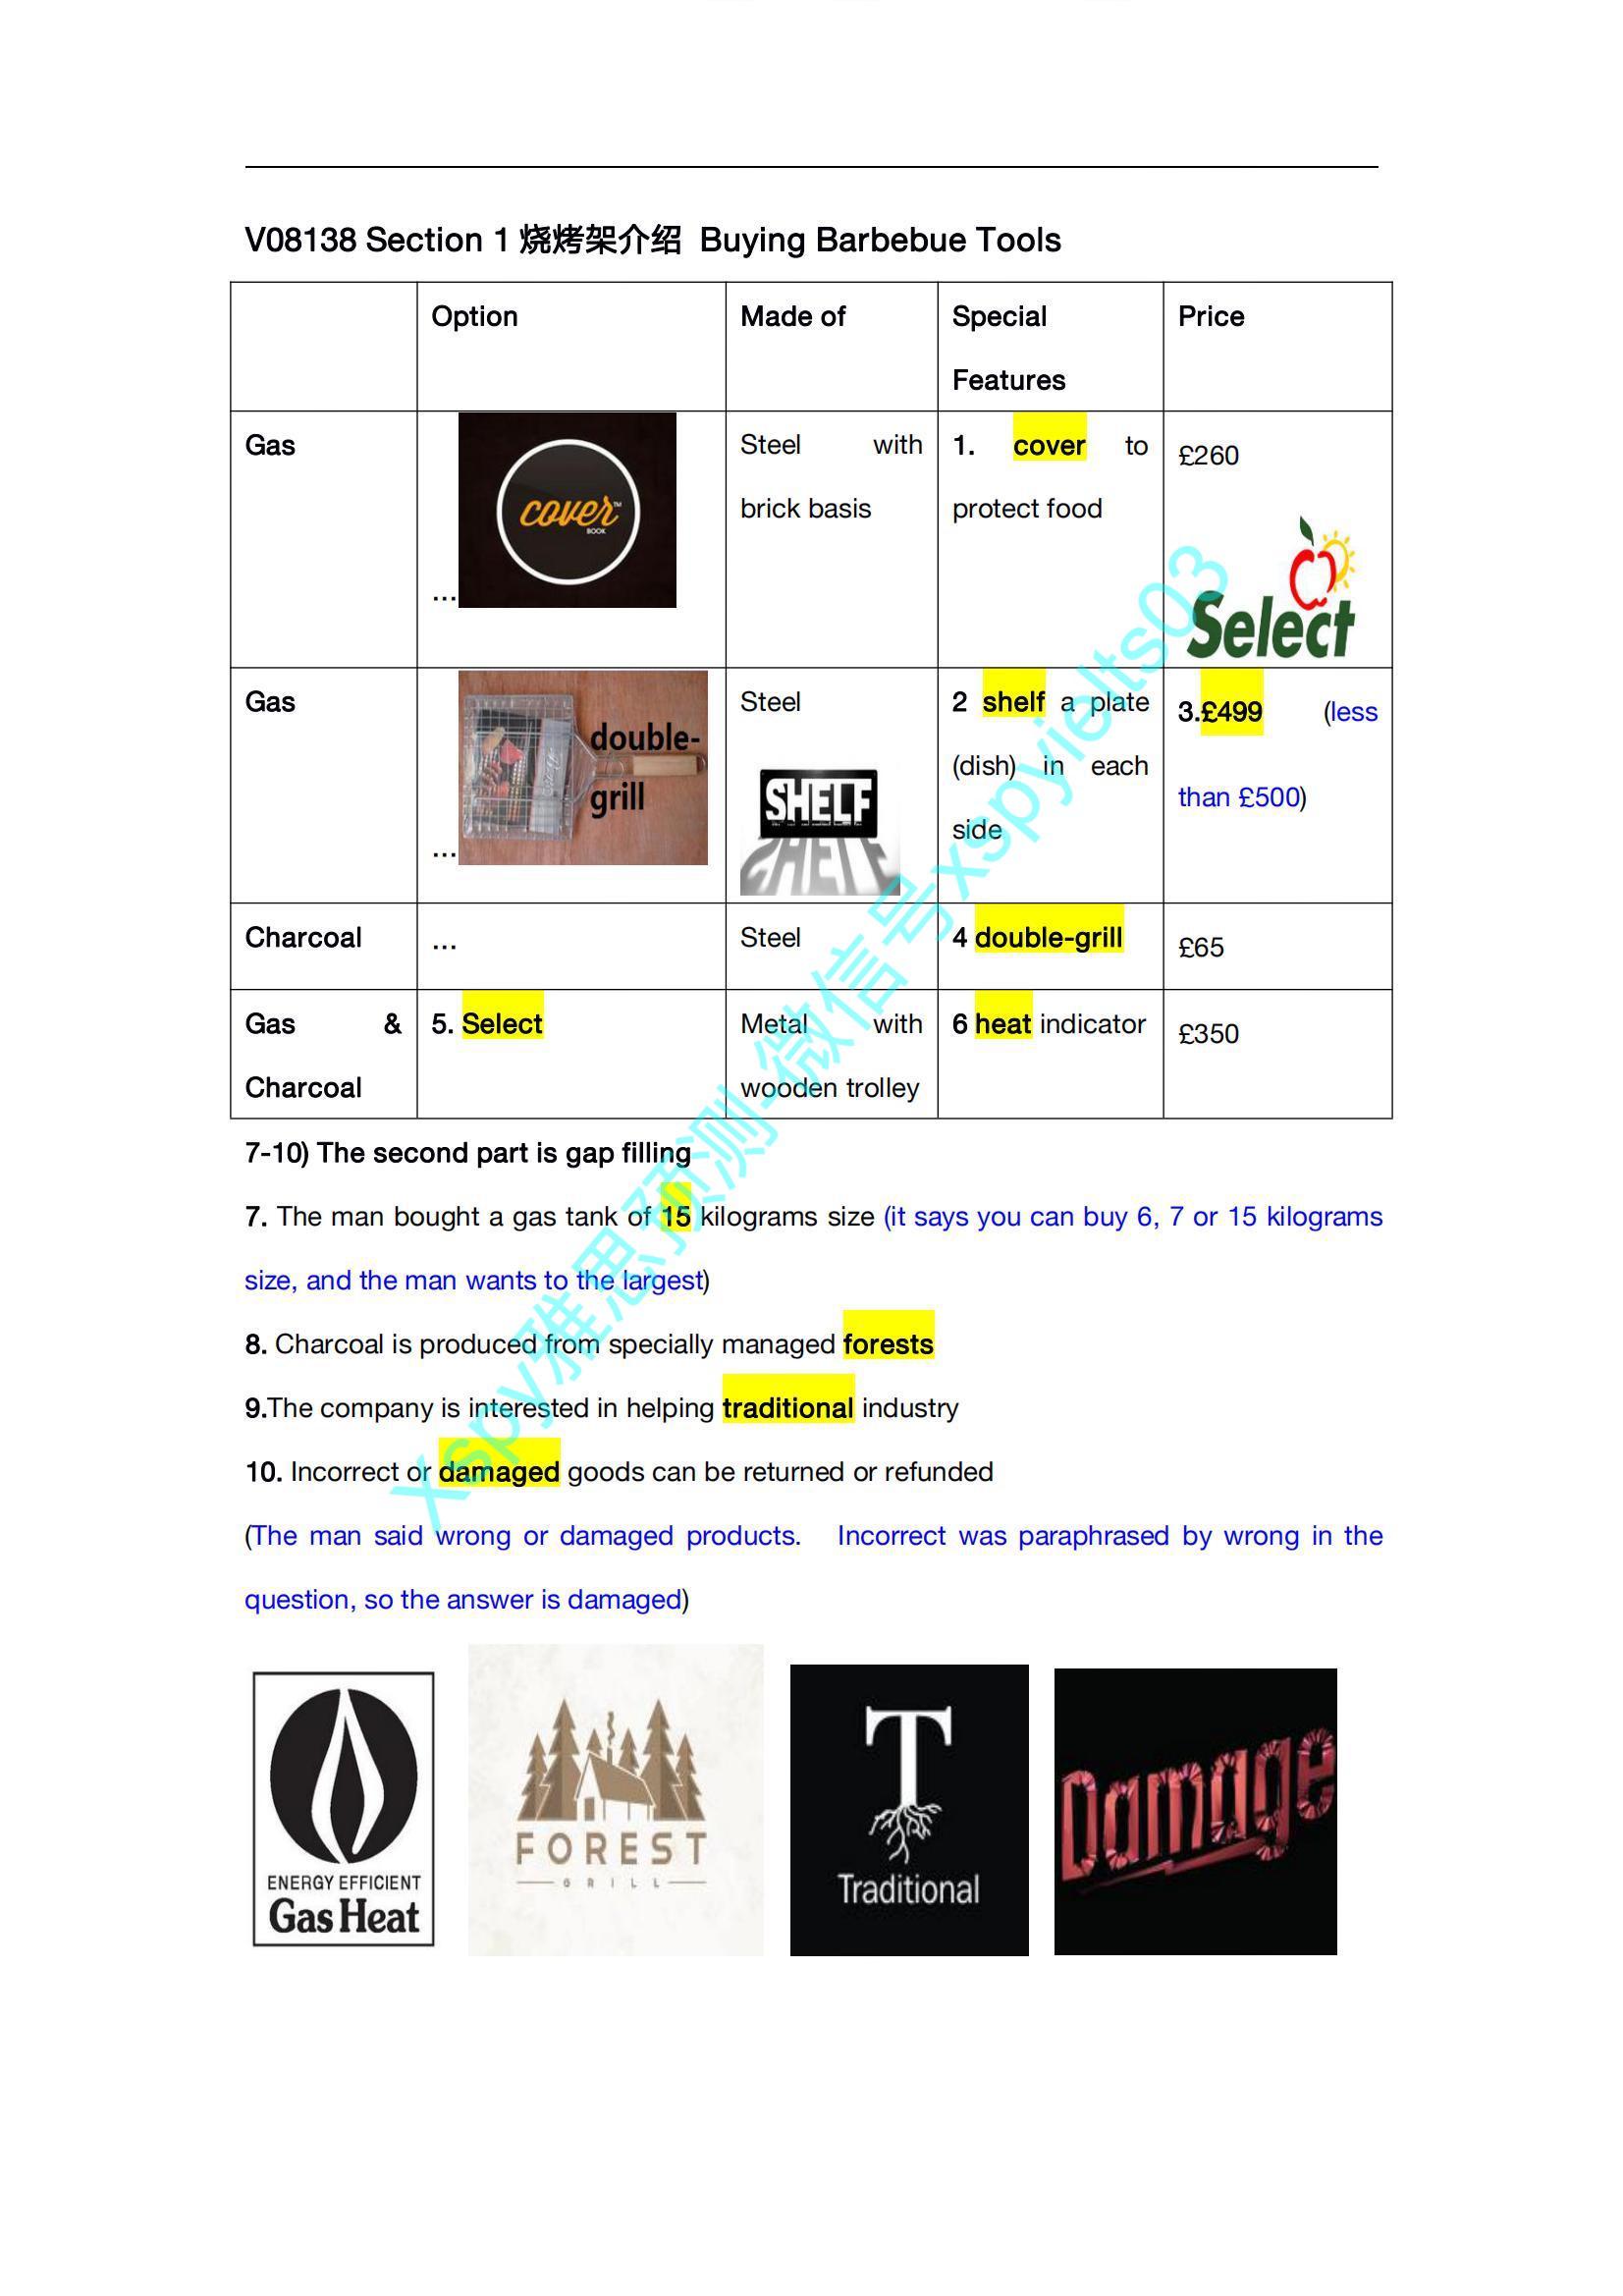 V08138 Section 1 烧烤架介绍 Buying Barbebue Tools
Option
Made of
Special
Features
Price
Gas
...
cover
BOOK
Steel with
brick basis
1. cover to
protect food
£260
Select
Gas
...
double-
grill
Steel
SHELF
2 shelf a plate
(dish) in each
side
3.£499 (less
than £500)
Charcoal
...
Steel
4 double-grill
£65
Gas &
Charcoal
5. Select
Metal with
wooden trolley
6 heat indicator
£350
7-10) The second part is gap filling
7. The man bought a gas tank of 15 kilograms size (it says you can buy 6, 7 or 15 kilograms
size, and the man wants to the largest)
8. Charcoal is produced from specially managed forests
9.The company is interested in helping traditional industry
10. Incorrect or damaged goods can be returned or refunded
(The man said wrong or damaged products. Incorrect was paraphrased by wrong in the
question, so the answer is damaged)
ENERGY EFFICIENT
Gas Heat
FOREST
GRILL
T
Traditional
Damage
Xspy雅思预测-微信号xspyielts03